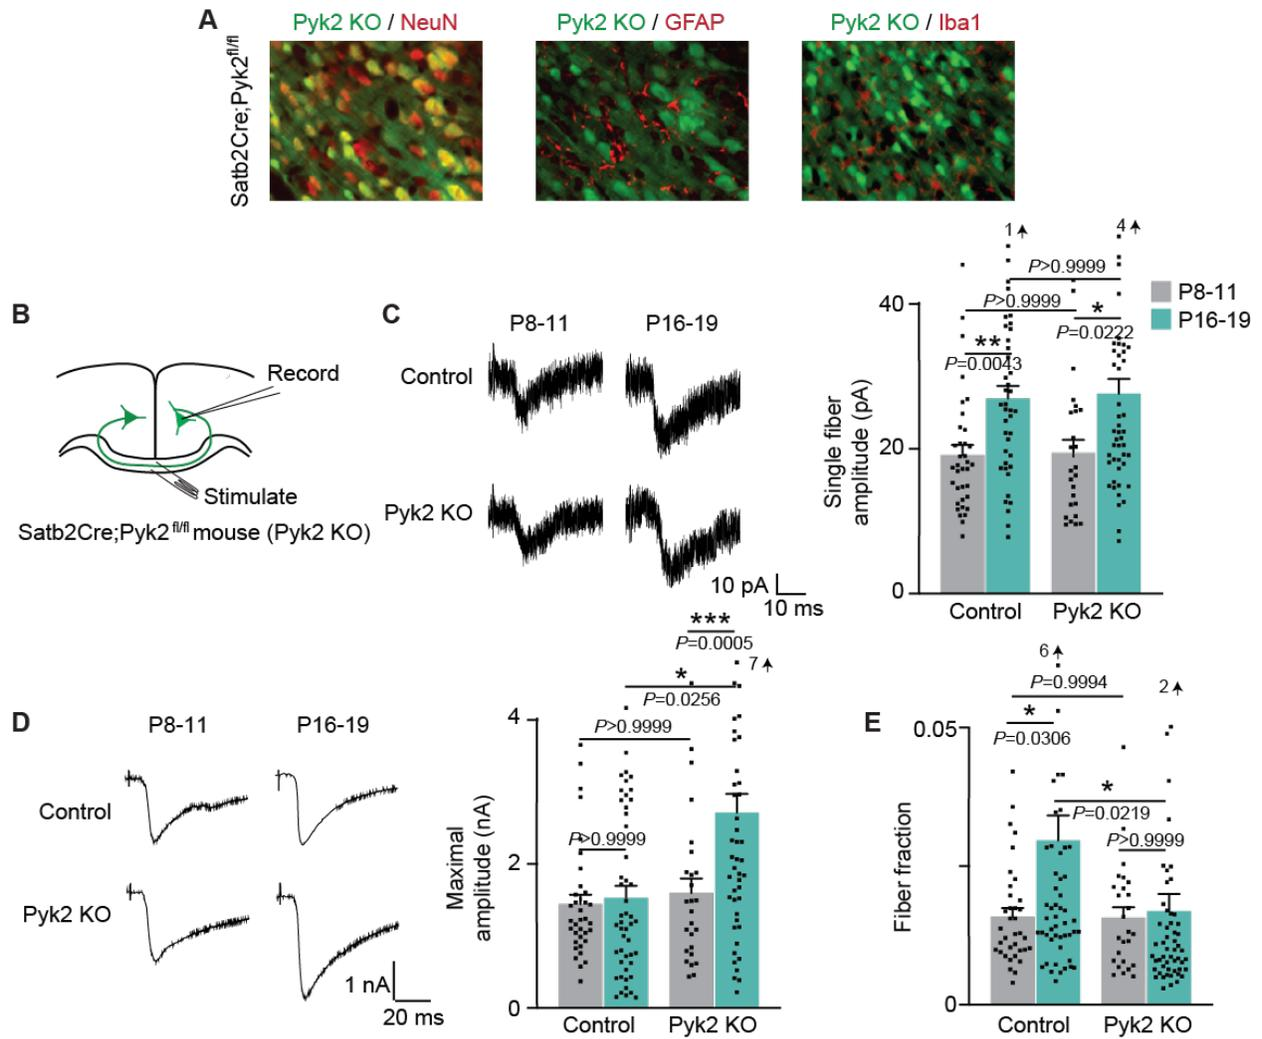 A
Pyk2 KO / NeuN
Pyk2 KO / GFAP
Pyk2 KO / Iba1
Satb2Cre;Pyk2fl/fl
B
Record
Stimulate
Satb2Cre;Pyk2 fl/fl mouse (Pyk2 KO)
C
P8-11
P16-19
Control
Pyk2 KO
10 pA
10 ms
1
4
P>0.9999
P>0.9999
*
P=0.0222
**
P=0.0043
P8-11
P16-19
Single fiber
amplitude (pA)
40
20
0
Control
Pyk2 KO
D
P8-11
P16-19
Control
Pyk2 KO
1 nA
20 ms
***
P=0.0005
7
*
P=0.0256
P>0.9999
P>0.9999
Maximal
amplitude (nA)
4
2
0
Control
Pyk2 KO
E
6
P=0.9994
2
*
P=0.0306
*
P=0.0219
P>0.9999
Fiber fraction
0.05
0
Control
Pyk2 KO